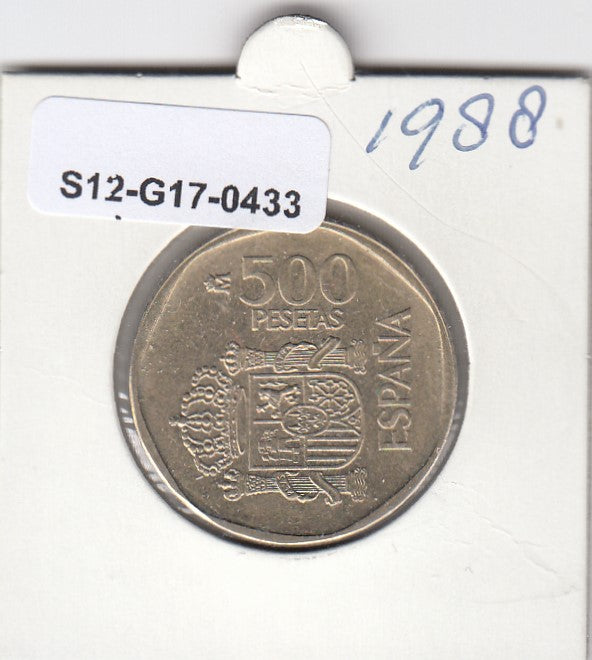 1988
S12-G17-0433
M
500
PESETAS
ESPAÑA